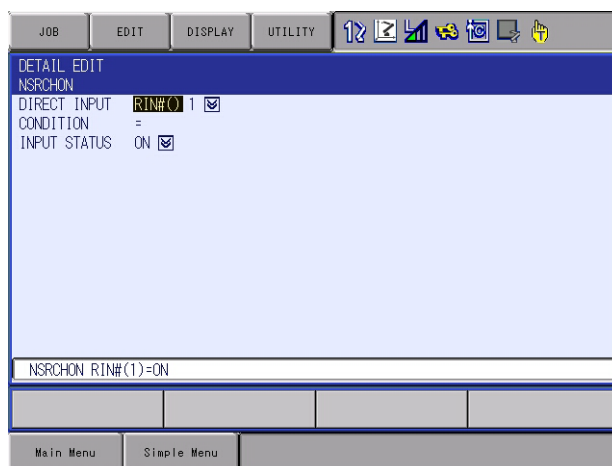 JOB EDIT DISPLAY UTILITY
DETAIL EDIT
NSRCHON
DIRECT INPUT RIN#() 1
CONDITION =
INPUT STATUS ON
NSRCHON RIN#(1)=ON
Main Menu Simple Menu